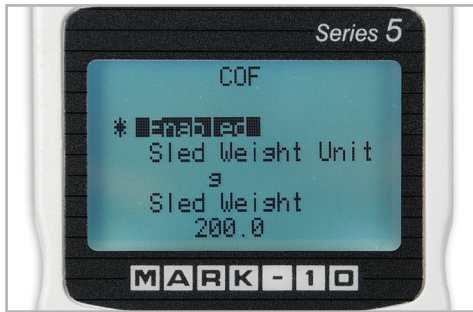 Series 5
COF
* Enabled
Sled Weight Unit
g
Sled Weight
200.0
MARK-10